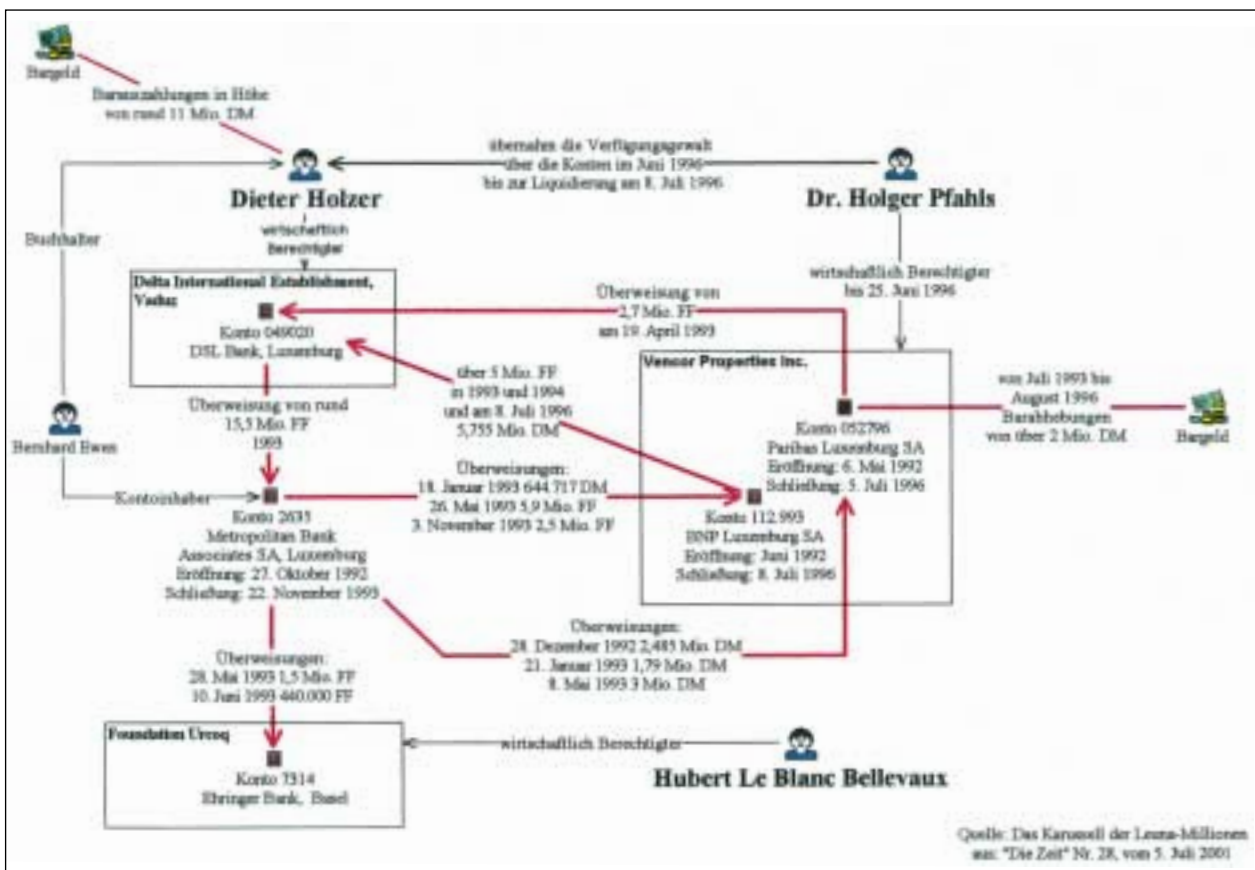 Bargeld
Barauszahlungen in Höhe
von rund 11 Mio. DM
übernahm die Verfügungsgewalt
über die Konten im Juni 1996
bis zur Liquidierung am 8. Juli 1996
Dieter Holzer
Dr. Holger Pfahls
Buchhalter
wirtschaftlich
Berechtigter
wirtschaftlich Berechtigter
bis 25. Juni 1996
Delta International Establishment,
Vaduz
Konto 049020
DSL Bank, Luxemburg
Überweisung von
2,7 Mio. FF
am 19. April 1993
über 5 Mio. FF
in 1993 und 1994
und am 8. Juli 1996
5,755 Mio. DM
Vencor Properties Inc.
Konto 052796
Paribas Luxemburg SA
Eröffnung: 6. Mai 1992
Schließung: 5. Juli 1996
von Juli 1993 bis
August 1996
Barabhebungen
von über 2 Mio. DM
Bargeld
Bernhard Ewen
Überweisung von rund
15,5 Mio. FF
1993
Kontoinhaber
Überweisungen:
18. Januar 1993 644.717 DM
26. Mai 1993 5,9 Mio. FF
3. November 1993 2,5 Mio. FF
Konto 112.993
BNP Luxemburg SA
Eröffnung: Juni 1992
Schließung: 8. Juli 1996
Konto 2635
Metropolitan Bank
Associates SA, Luxemburg
Eröffnung: 27. Oktober 1992
Schließung: 22. November 1993
Überweisungen:
28. Dezember 1992 2,485 Mio. DM
21. Januar 1993 1,79 Mio. DM
8. Mai 1993 3 Mio. DM
Überweisungen:
28. Mai 1993 1,5 Mio. FF
10. Juni 1993 440.000 FF
Foundation Urcoq
Konto 7314
Ehringer Bank, Basel
wirtschaftlich Berechtigter
Hubert Le Blanc Bellevaux
Quelle: Das Karussell der Leuna-Millionen
aus: "Die Zeit" Nr. 28, vom 5. Juli 2001